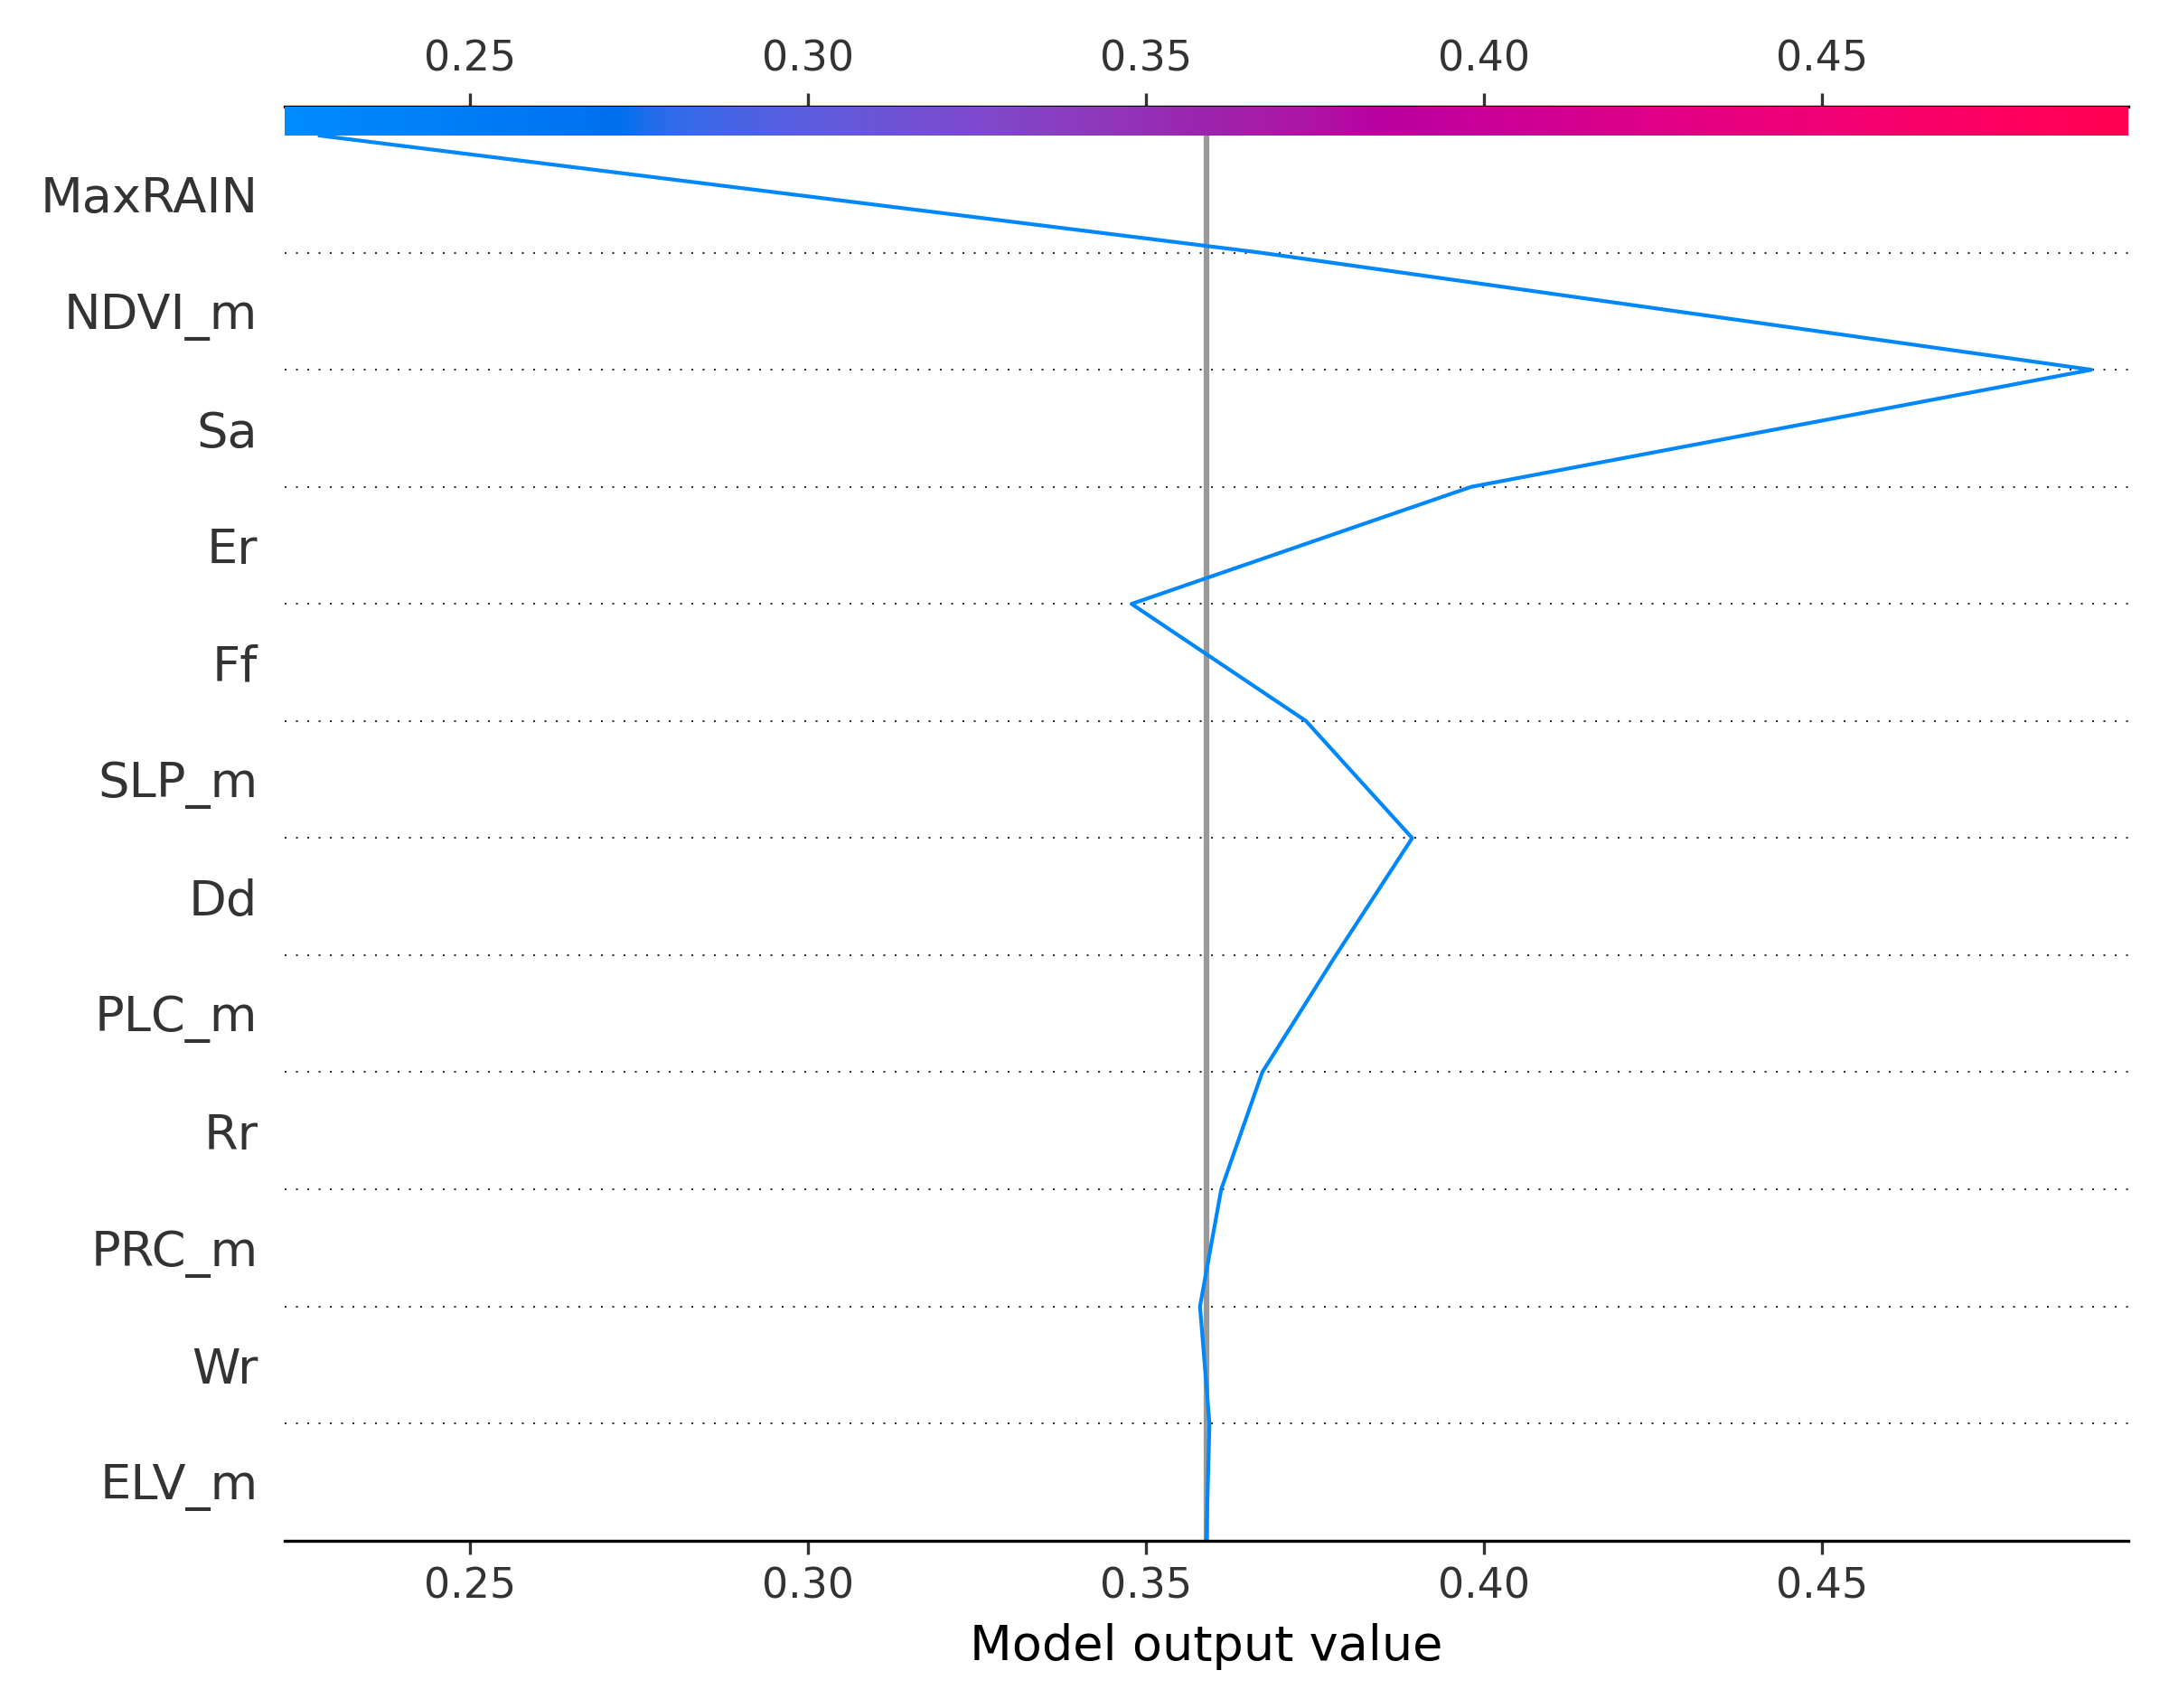 0.25 0.30 0.35 0.40 0.45
MaxRAIN
NDVI_m
Sa
Er
Ff
SLP_m
Dd
PLC_m
Rr
PRC_m
Wr
ELV_m
0.25 0.30 0.35 0.40 0.45
Model output value